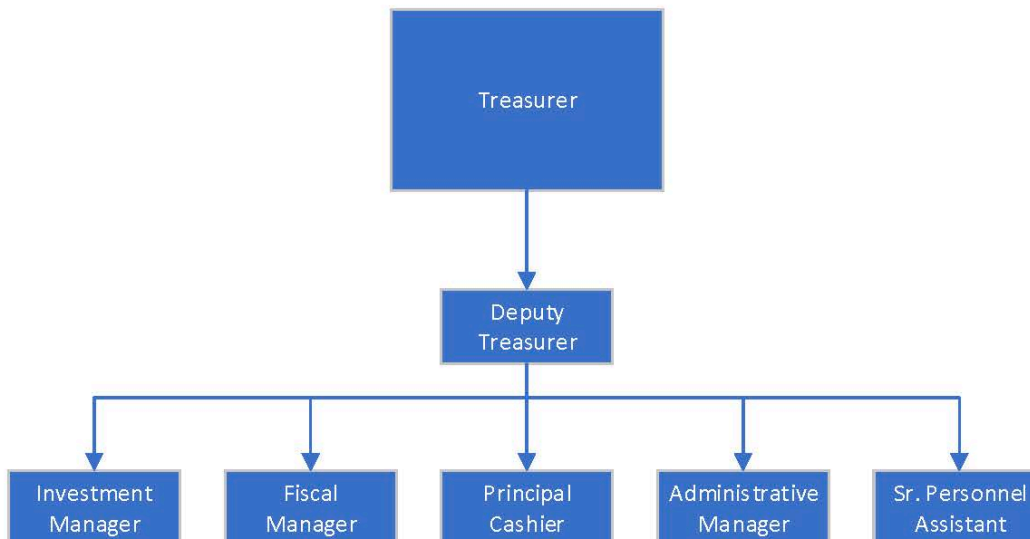 Treasurer
Deputy
Treasurer
Investment
Manager
Fiscal
Manager
Principal
Cashier
Administrative
Manager
Sr. Personnel
Assistant